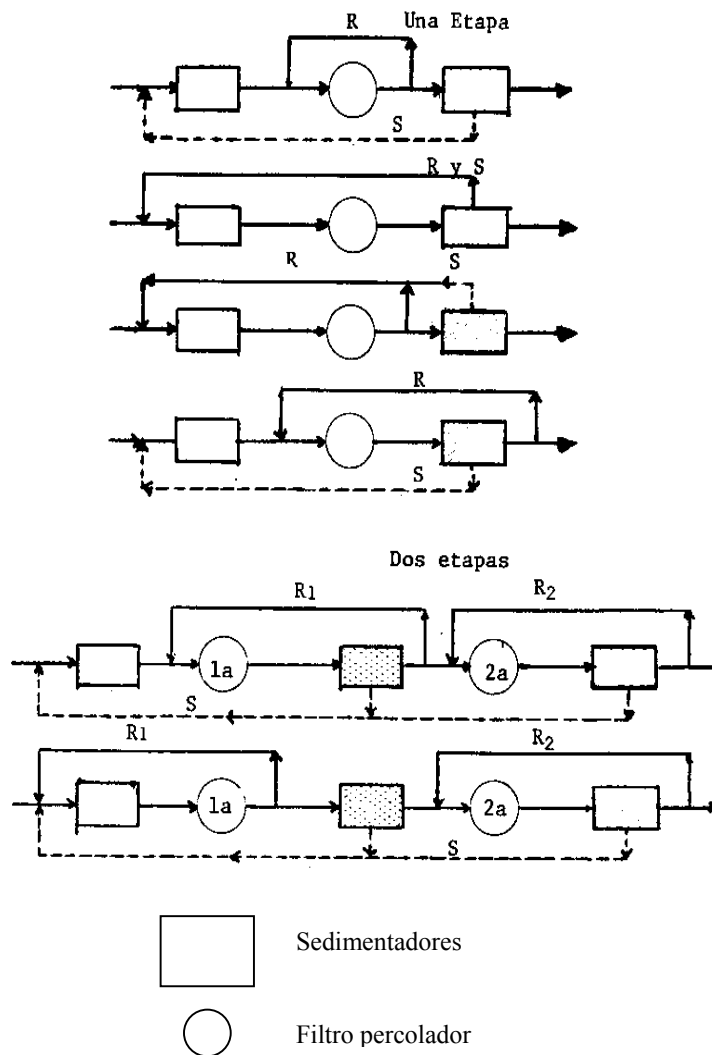 R Una Etapa
S
R y S
R S
R
S
Dos etapas
R1 R2
1a 2a
S
R1 R2
1a 2a
S
Sedimentadores
Filtro percolador